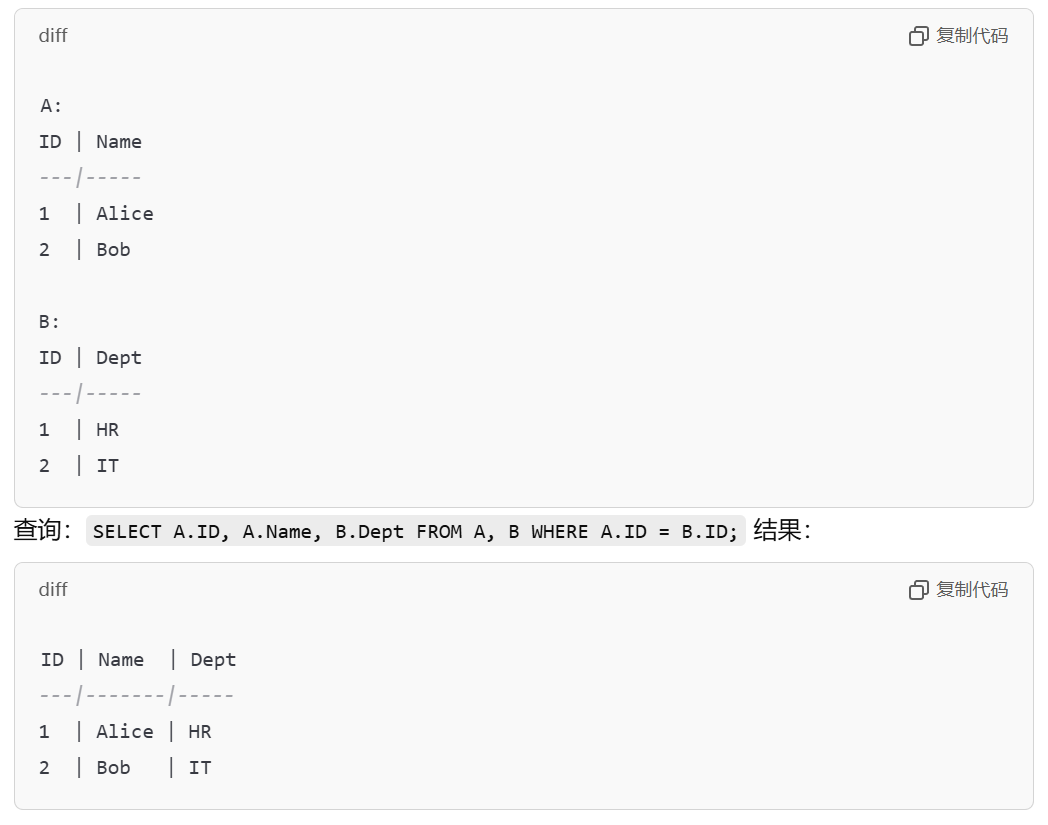 diff 复制代码
A:
ID | Name
---/-----
1  | Alice
2  | Bob
B:
ID | Dept
---/-----
1  | HR
2  | IT
查询：SELECT A.ID, A.Name, B.Dept FROM A, B WHERE A.ID = B.ID; 结果：
diff 复制代码
ID | Name  | Dept
---/-------/-----
1  | Alice | HR
2  | Bob   | IT